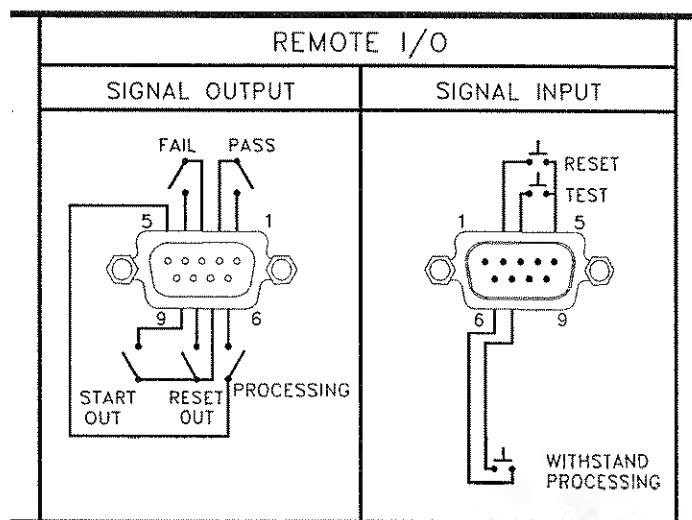 REMOTE I/O
SIGNAL OUTPUT
SIGNAL INPUT
FAIL
PASS
5
1
9
6
START
OUT
RESET
OUT
PROCESSING
RESET
TEST
1
5
6
9
WITHSTAND
PROCESSING